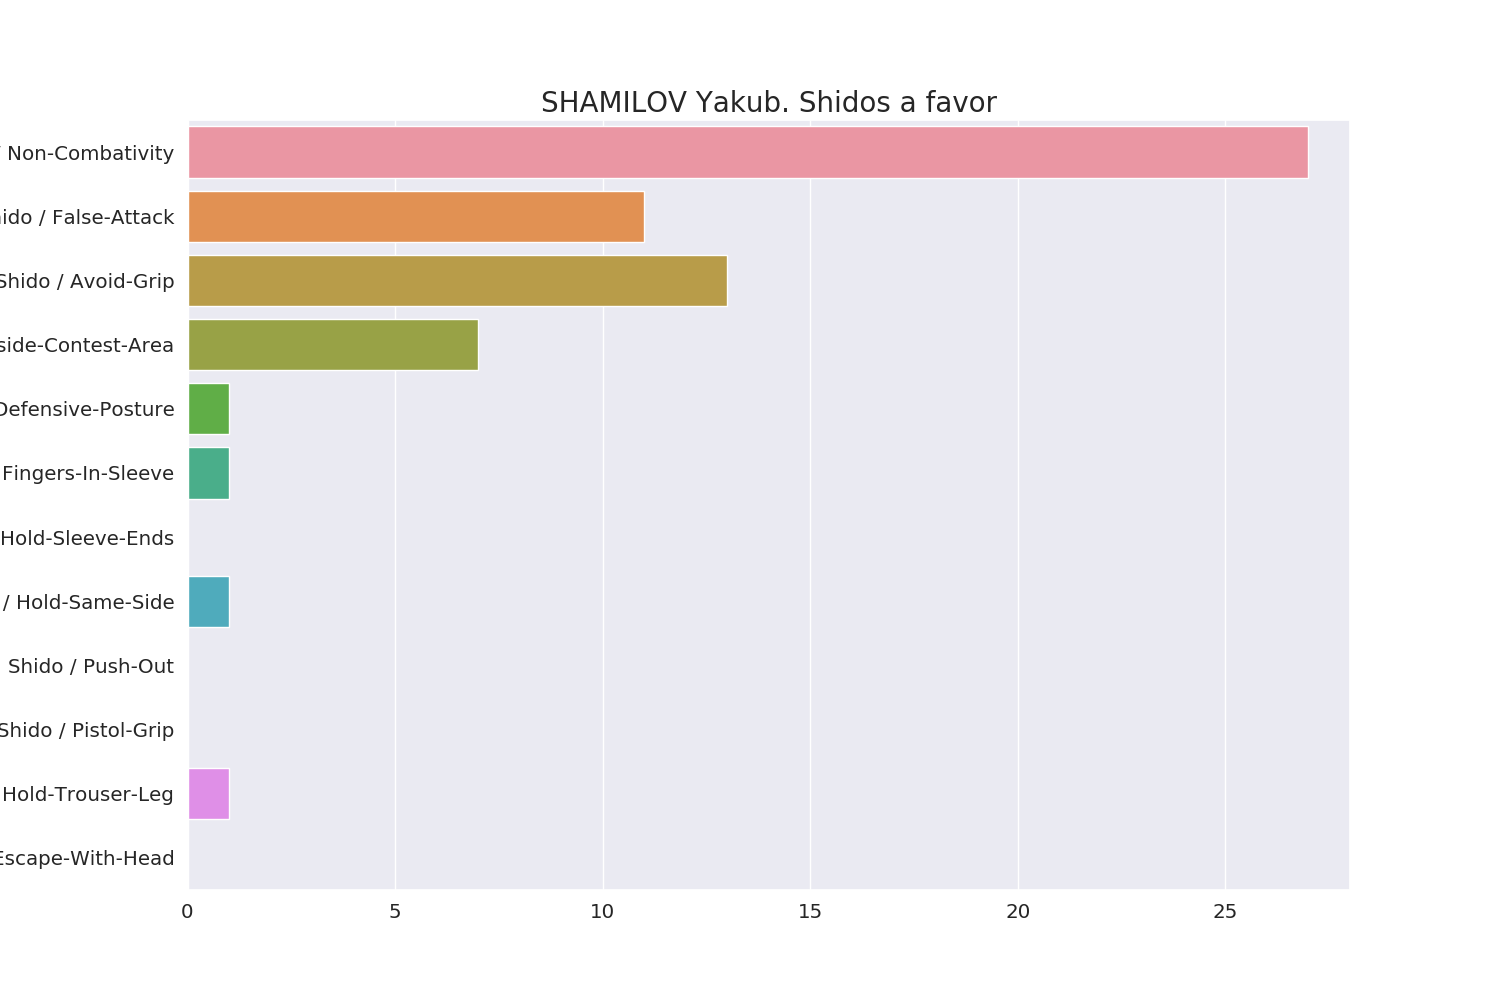 SHAMILOV Yakub. Shidos a favor
/ Non-Combativity
ido / False-Attack
Shido / Avoid-Grip
side-Contest-Area
Defensive-Posture
Fingers-In-Sleeve
Hold-Sleeve-Ends
/ Hold-Same-Side
Shido / Push-Out
Shido / Pistol-Grip
Hold-Trouser-Leg
Escape-With-Head
0 5 10 15 20 25